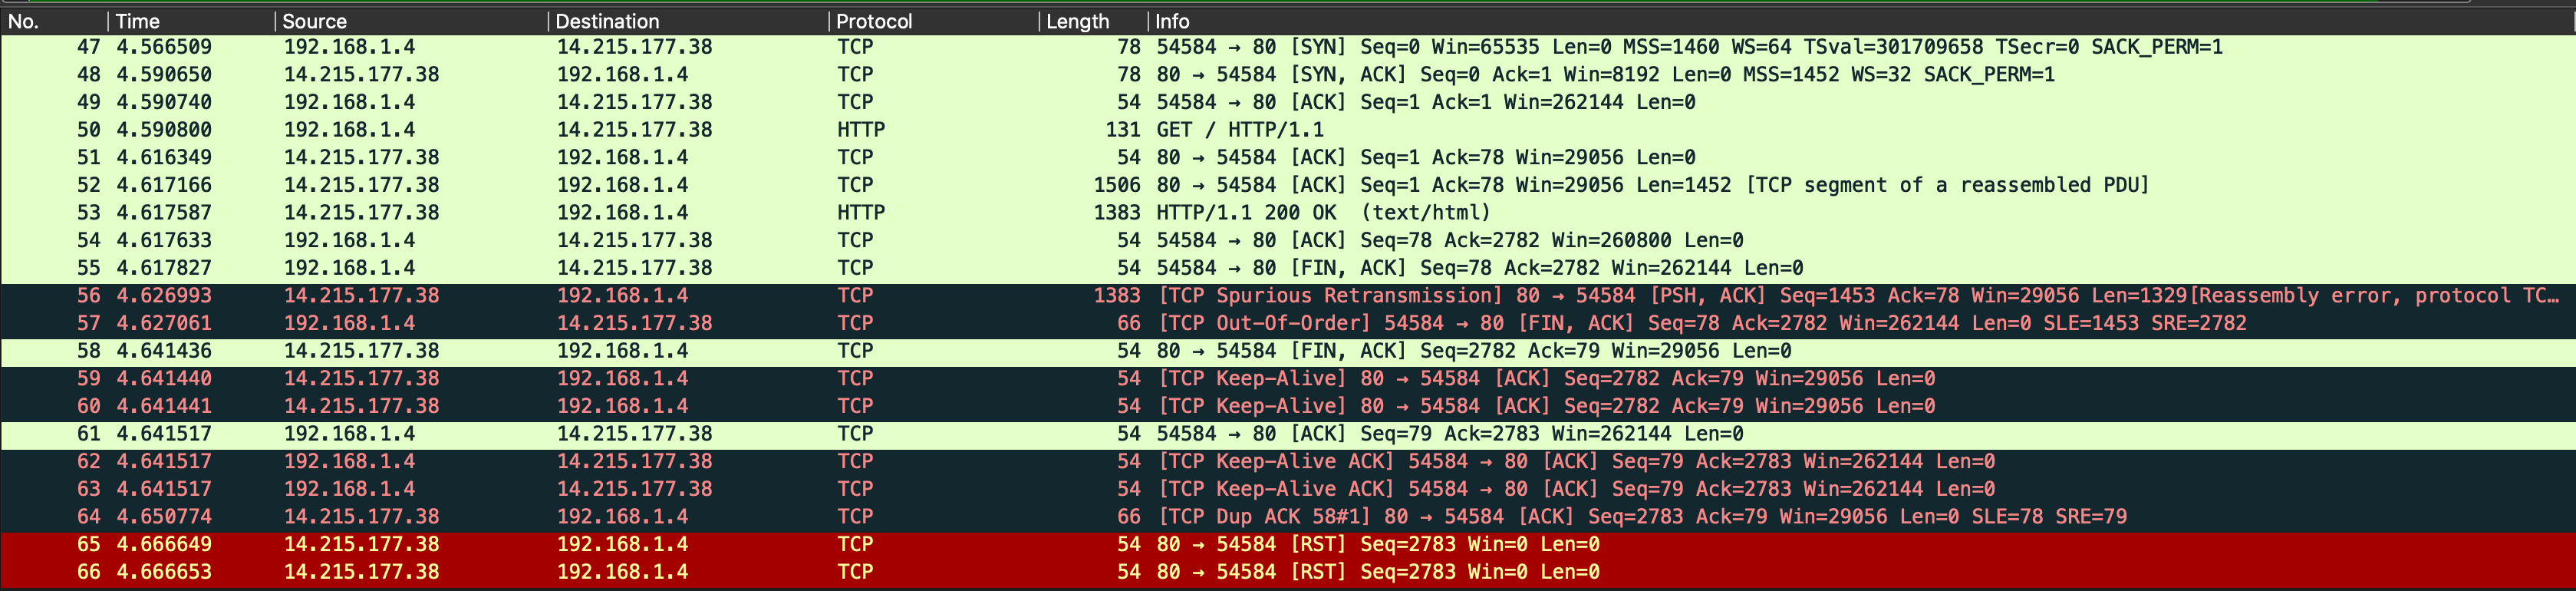 No. Time Source Destination Protocol Length Info
47 4.566509 192.168.1.4 14.215.177.38 TCP 78 54584 → 80 [SYN] Seq=0 Win=65535 Len=0 MSS=1460 WS=64 TSval=301709658 TSecr=0 SACK_PERM=1
48 4.590650 14.215.177.38 192.168.1.4 TCP 78 80 → 54584 [SYN, ACK] Seq=0 Ack=1 Win=8192 Len=0 MSS=1452 WS=32 SACK_PERM=1
49 4.590740 192.168.1.4 14.215.177.38 TCP 54 54584 → 80 [ACK] Seq=1 Ack=1 Win=262144 Len=0
50 4.590800 192.168.1.4 14.215.177.38 HTTP 131 GET / HTTP/1.1
51 4.616349 14.215.177.38 192.168.1.4 TCP 54 80 → 54584 [ACK] Seq=1 Ack=78 Win=29056 Len=0
52 4.617166 14.215.177.38 192.168.1.4 TCP 1506 80 → 54584 [ACK] Seq=1 Ack=78 Win=29056 Len=1452 [TCP segment of a reassembled PDU]
53 4.617587 14.215.177.38 192.168.1.4 HTTP 1383 HTTP/1.1 200 OK (text/html)
54 4.617633 192.168.1.4 14.215.177.38 TCP 54 54584 → 80 [ACK] Seq=78 Ack=2782 Win=260800 Len=0
55 4.617827 192.168.1.4 14.215.177.38 TCP 54 54584 → 80 [FIN, ACK] Seq=78 Ack=2782 Win=262144 Len=0
56 4.626993 14.215.177.38 192.168.1.4 TCP 1383 [TCP Spurious Retransmission] 80 → 54584 [PSH, ACK] Seq=1453 Ack=78 Win=29056 Len=1329[Reassembly error, protocol TC…
57 4.627061 192.168.1.4 14.215.177.38 TCP 66 [TCP Out-Of-Order] 54584 → 80 [FIN, ACK] Seq=78 Ack=2782 Win=262144 Len=0 SLE=1453 SRE=2782
58 4.641436 14.215.177.38 192.168.1.4 TCP 54 80 → 54584 [FIN, ACK] Seq=2782 Ack=79 Win=29056 Len=0
59 4.641440 14.215.177.38 192.168.1.4 TCP 54 [TCP Keep-Alive] 80 → 54584 [ACK] Seq=2782 Ack=79 Win=29056 Len=0
60 4.641441 14.215.177.38 192.168.1.4 TCP 54 [TCP Keep-Alive] 80 → 54584 [ACK] Seq=2782 Ack=79 Win=29056 Len=0
61 4.641517 192.168.1.4 14.215.177.38 TCP 54 54584 → 80 [ACK] Seq=79 Ack=2783 Win=262144 Len=0
62 4.641517 192.168.1.4 14.215.177.38 TCP 54 [TCP Keep-Alive ACK] 54584 → 80 [ACK] Seq=79 Ack=2783 Win=262144 Len=0
63 4.641517 192.168.1.4 14.215.177.38 TCP 54 [TCP Keep-Alive ACK] 54584 → 80 [ACK] Seq=79 Ack=2783 Win=262144 Len=0
64 4.650774 14.215.177.38 192.168.1.4 TCP 66 [TCP Dup ACK 58#1] 80 → 54584 [ACK] Seq=2783 Ack=79 Win=29056 Len=0 SLE=78 SRE=79
65 4.666649 14.215.177.38 192.168.1.4 TCP 54 80 → 54584 [RST] Seq=2783 Win=0 Len=0
66 4.666653 14.215.177.38 192.168.1.4 TCP 54 80 → 54584 [RST] Seq=2783 Win=0 Len=0